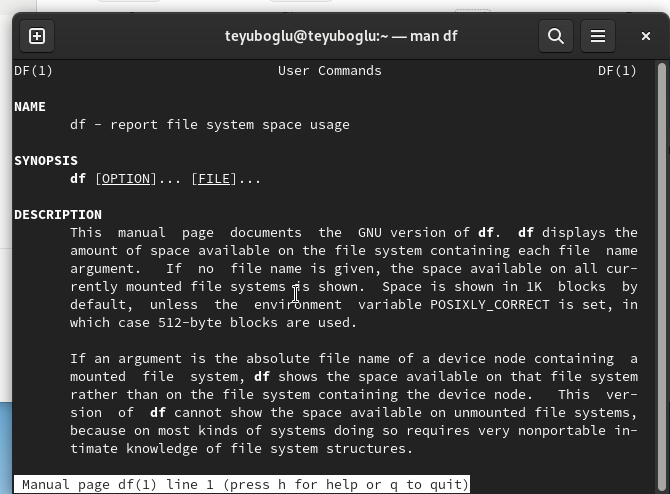 teyuboglu@teyuboglu:~ — man df
DF(1) User Commands DF(1)
NAME
df - report file system space usage
SYNOPSIS
df [OPTION]... [FILE]...
DESCRIPTION
This manual page documents the GNU version of df. df displays the
amount of space available on the file system containing each file name
argument. If no file name is given, the space available on all cur-
rently mounted file systems is shown. Space is shown in 1K blocks by
default, unless the environment variable POSIXLY_CORRECT is set, in
which case 512-byte blocks are used.
If an argument is the absolute file name of a device node containing a
mounted file system, df shows the space available on that file system
rather than on the file system containing the device node. This ver-
sion of df cannot show the space available on unmounted file systems,
because on most kinds of systems doing so requires very nonportable in-
timate knowledge of file system structures.
Manual page df(1) line 1 (press h for help or q to quit)